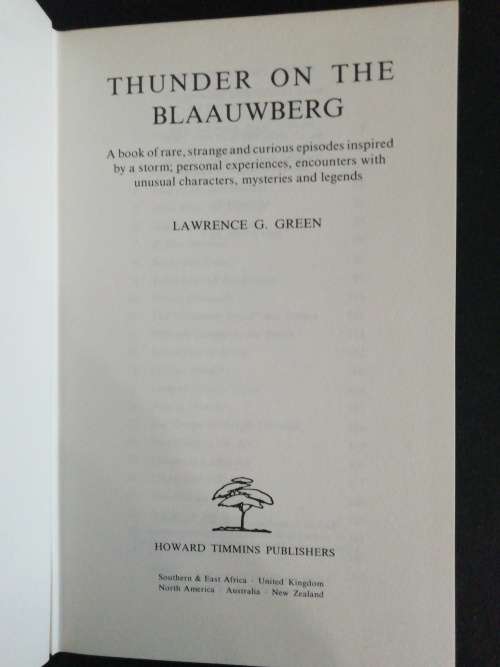 THUNDER ON THE
BLAAUWBERG
A book of rare, strange and curious episodes inspired
by a storm; personal experiences, encounters with
unusual characters, mysteries and legends
LAWRENCE G. GREEN
HOWARD TIMMINS PUBLISHERS
Southern & East Africa · United Kingdom
North America · Australia · New Zealand